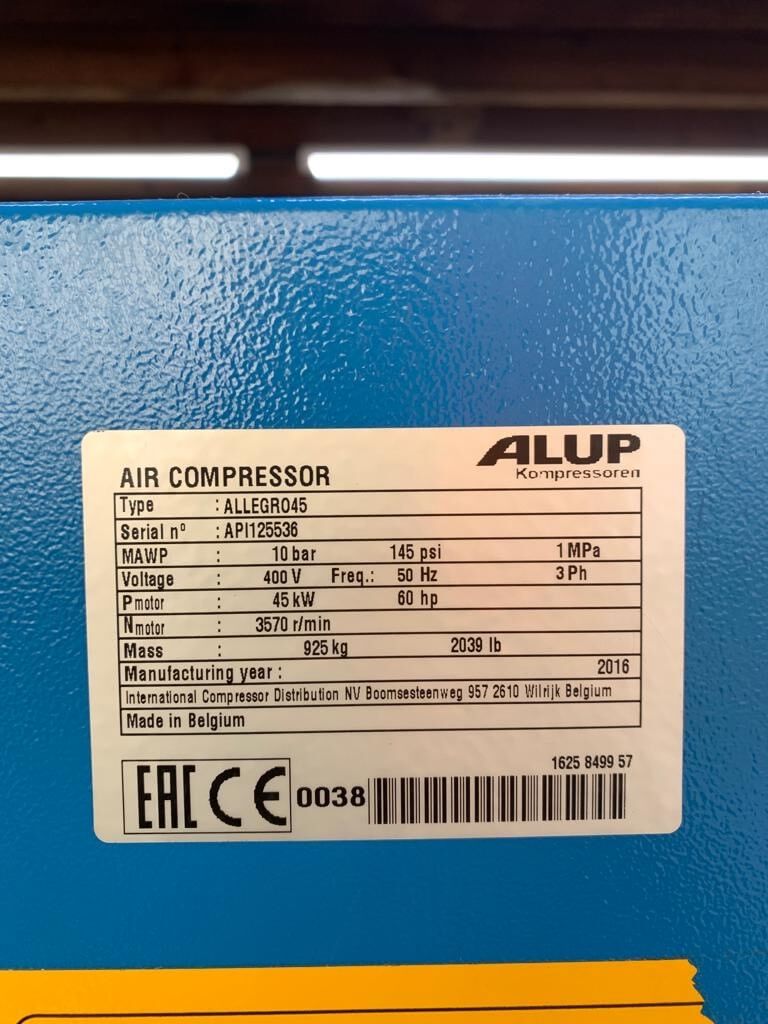 ALUP
Kompressoren
AIR COMPRESSOR
Type : ALLEGRO45
Serial nº : API125536
MAWP : 10 bar 145 psi 1 MPa
Voltage : 400 V Freq.: 50 Hz 3 Ph
Pmotor : 45 kW 60 hp
Nmotor : 3570 r/min
Mass : 925 kg 2039 lb
Manufacturing year : 2016
International Compressor Distribution NV Boomsesteenweg 957 2610 Wilrijk Belgium
Made in Belgium
1625 8499 57
EAC CE 0038